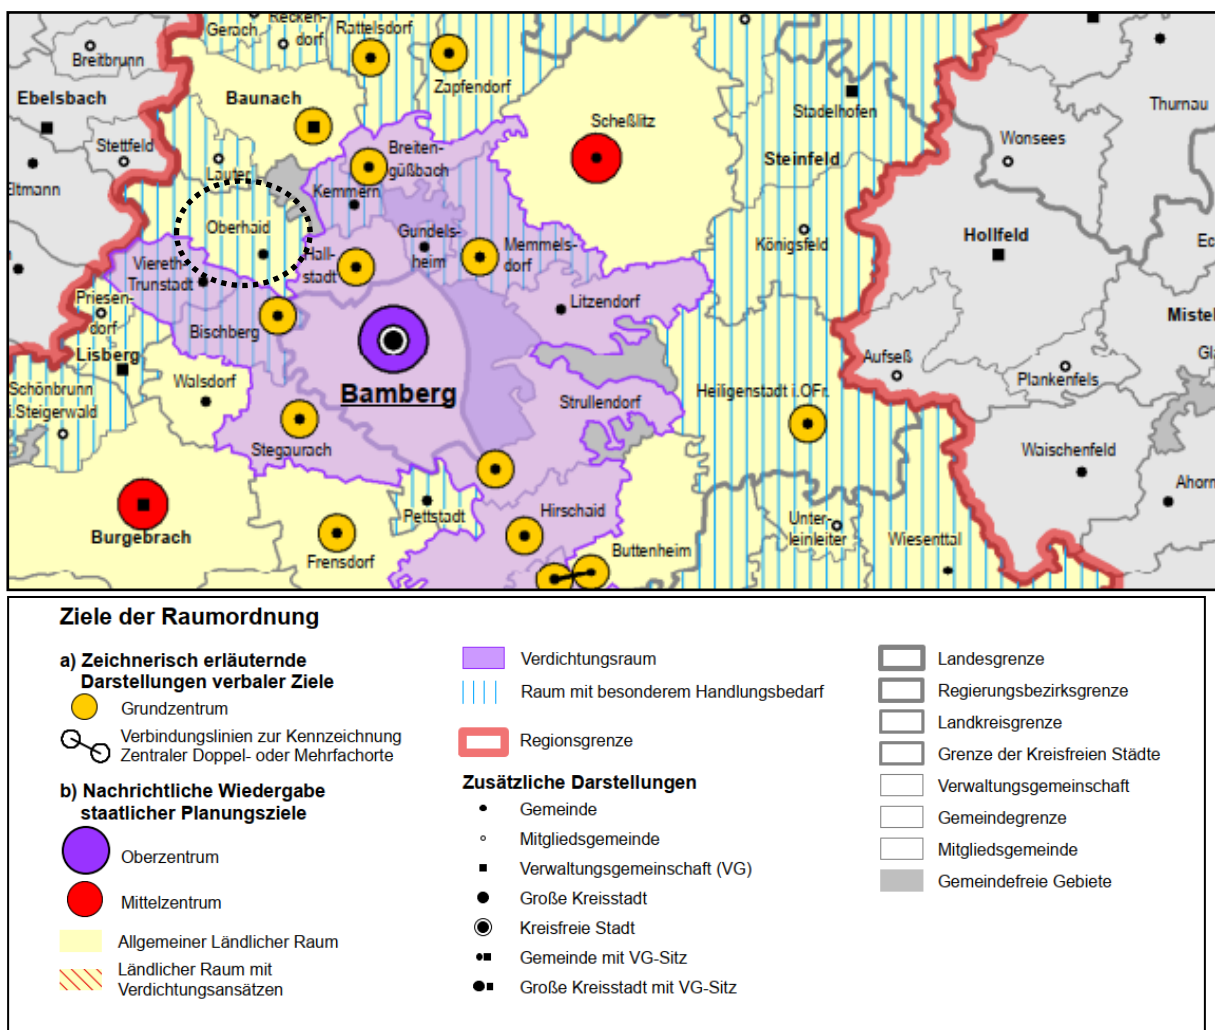 Gerach
Recken-
dorf
Rattelsdorf
Zapfendorf
Breitbrunn
Ebelsbach
Baunach
Stettfeld
Lauter
Breiten-
güßbach
Scheßlitz
Stadelhofen
Steinfeld
Thurnau
Wonsees
Eltmann
Kemmern
Oberhaid
Gundels-
heim
Memmels-
dorf
Königsfeld
Hollfeld
Hall-
stadt
Viereth-
Trunstadt
Priesen-
dorf
Litzendorf
Mistel
Bischberg
Lisberg
Walsdorf
Bamberg
Aufseß
Plankenfels
Schönbrunn
i.Steigerwald
Heiligenstadt i.OFr.
Strullendorf
Stegaurach
Waischenfeld
Ahorn
Burgebrach
Pettstadt
Hirschaid
Unter-
leinleiter
Wiesenttal
Frensdorf
Buttenheim
Ziele der Raumordnung
a) Zeichnerisch erläuternde
Darstellungen verbaler Ziele
Grundzentrum
Verbindungslinien zur Kennzeichnung
Zentraler Doppel- oder Mehrfachorte
b) Nachrichtliche Wiedergabe
staatlicher Planungsziele
Oberzentrum
Mittelzentrum
Allgemeiner Ländlicher Raum
Ländlicher Raum mit
Verdichtungsansätzen
Verdichtungsraum
Raum mit besonderem Handlungsbedarf
Regionsgrenze
Zusätzliche Darstellungen
Gemeinde
Mitgliedsgemeinde
Verwaltungsgemeinschaft (VG)
Große Kreisstadt
Kreisfreie Stadt
Gemeinde mit VG-Sitz
Große Kreisstadt mit VG-Sitz
Landesgrenze
Regierungsbezirksgrenze
Landkreisgrenze
Grenze der Kreisfreien Städte
Verwaltungsgemeinschaft
Gemeindegrenze
Mitgliedsgemeinde
Gemeindefreie Gebiete